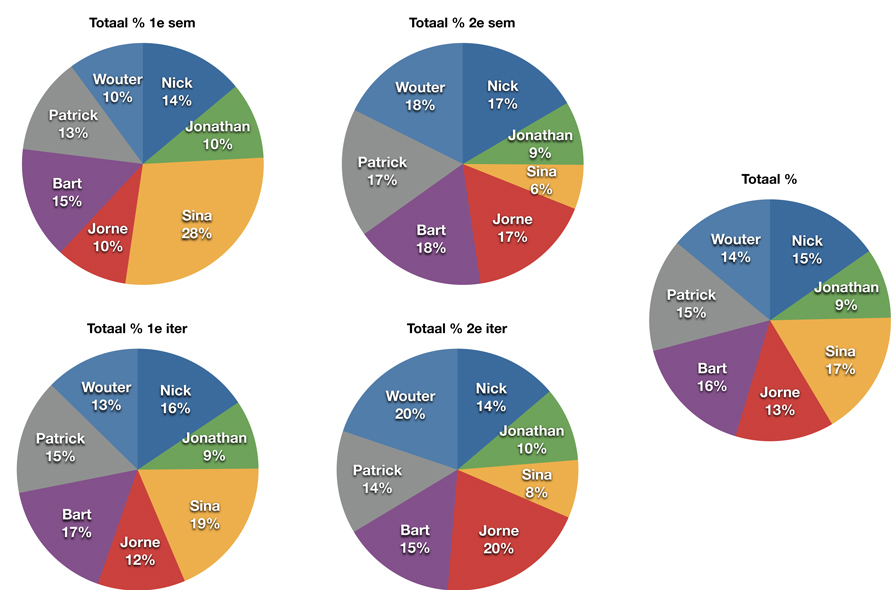 Totaal % 1e sem
Nick
14%
Jonathan
10%
Sina
28%
Jorne
10%
Bart
15%
Patrick
13%
Wouter
10%
Totaal % 2e sem
Nick
17%
Jonathan
9%
Sina
6%
Jorne
17%
Bart
18%
Patrick
17%
Wouter
18%
Totaal % 1e iter
Nick
16%
Jonathan
9%
Sina
19%
Jorne
12%
Bart
17%
Patrick
15%
Wouter
13%
Totaal % 2e iter
Nick
14%
Jonathan
10%
Sina
8%
Jorne
20%
Bart
15%
Patrick
14%
Wouter
20%
Totaal %
Nick
15%
Jonathan
9%
Sina
17%
Jorne
13%
Bart
16%
Patrick
15%
Wouter
14%